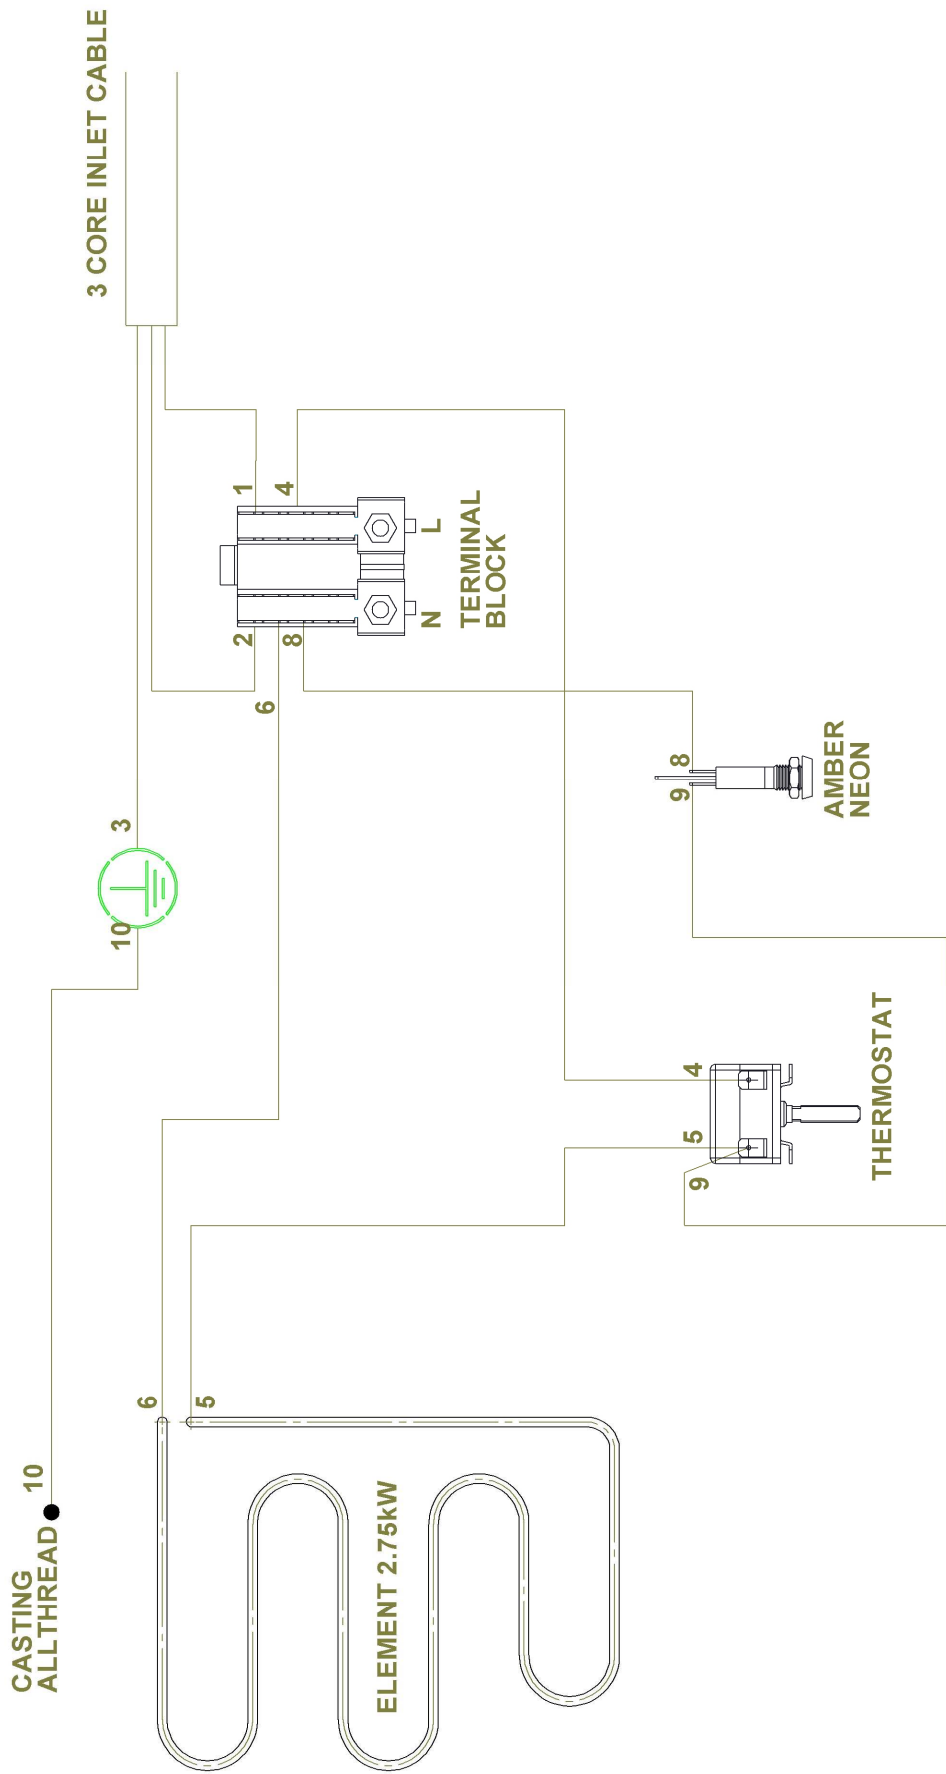 3 CORE INLET CABLE
1
4
L
TERMINAL
BLOCK
N
2
8
6
3
10
8
9
AMBER
NEON
4
5
9
THERMOSTAT
6
5
10
CASTING
ALLTHREAD
ELEMENT 2.75kW